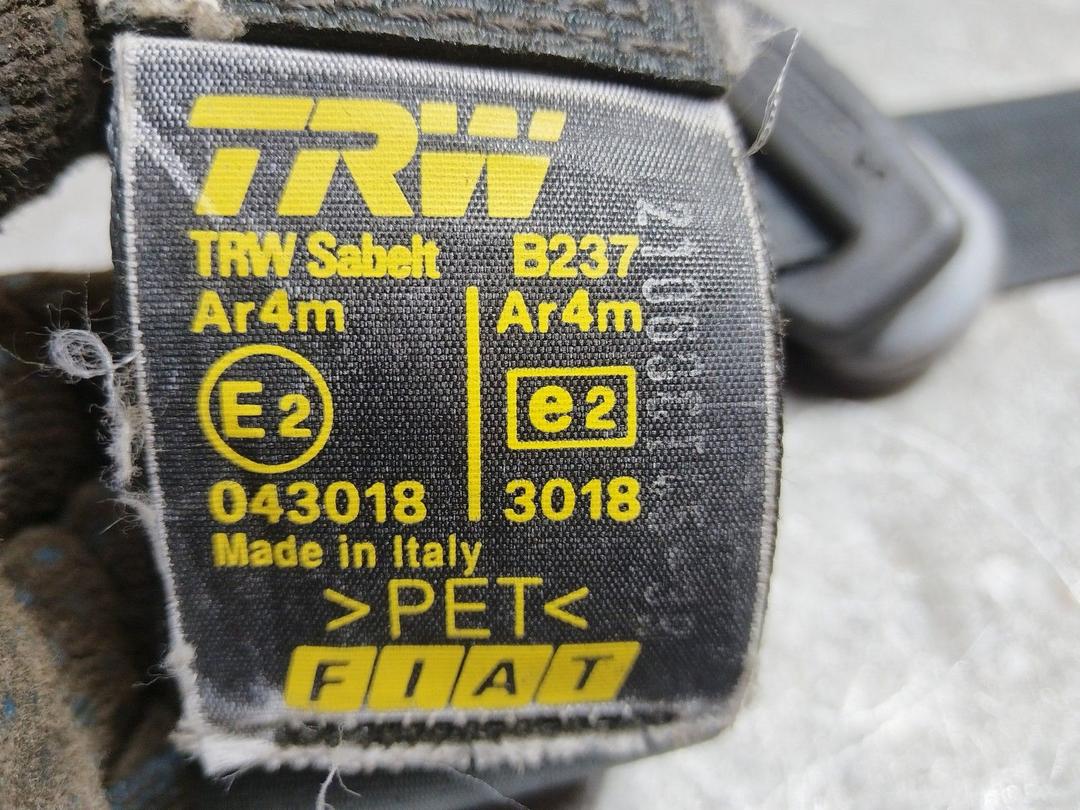 TRW
TRW Sabelt B237
Ar4m Ar4m
E2 e2
043018 3018
Made in Italy
>PET<
FIAT